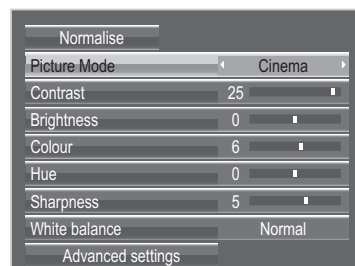 Normalise
Picture Mode Cinema
Contrast 25
Brightness 0
Colour 6
Hue 0
Sharpness 5
White balance Normal
Advanced settings